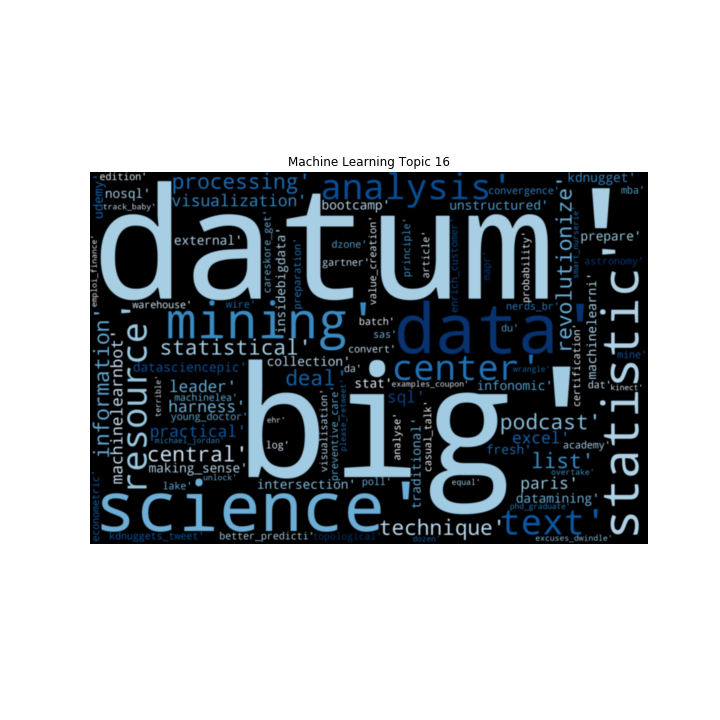 Machine Learning Topic 16
edition'
processing'
analysis'
kdnugget'
mba'
udemy'
nosql'
visualization'
convergence'
track_baby'
bootcamp'
unstructured'
revolutionize'
prepare'
datum'
external'
careskore_get'
insidebigdata'
preparation'
dzone'
gartner'
value_creation'
principle'
article'
enrich_customer'
mapr'
probability'
smart_nurserie'
astronomy'
emploi_finance'
warehouse'
wire'
mining'
batch'
sas'
convert'
data'
nerds_br'
du'
certification'
machinelearni'
mine'
statistic'
information'
machinelearnbot'
resource'
statistical'
collection'
da'
center'
wrangle'
datasciencepic'
deal'
stat'
examples_coupon'
infonomic'
dat'
kinect'
terrible'
leader'
machinelea'
harness'
young_doctor'
visualisation'
preventive_care'
please_retweet'
sql'
practical'
michael_jordan'
ehr'
log'
big'
analyse'
traditional'
casual_talk'
podcast'
excel'
fresh'
academy'
central'
making_sense'
unlock'
lake'
intersection'
poll'
equal'
list'
overtake'
paris'
datamining'
econometric'
science'
technique'
phd_graduate'
text'
kdnuggets_tweet'
better_predicti'
topological'
dozen'
excuses_dwindle'